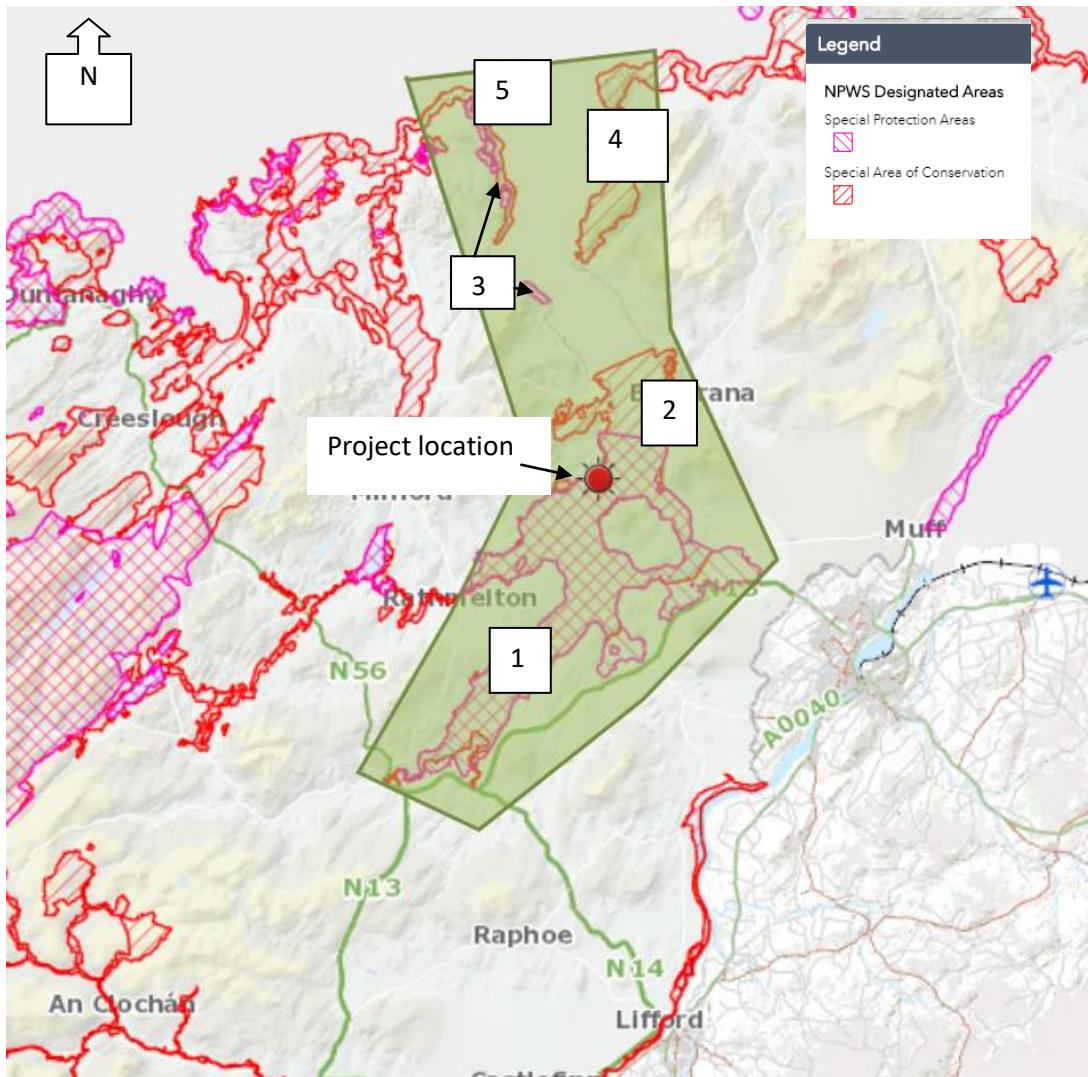 N
Legend
NPWS Designated Areas
Special Protection Areas
Special Area of Conservation
5
4
3
Dunfanaghy
Creeslough
2
Project location
Milford
Muff
Rathmelton
N13
1
N56
A0040
N13
Raphoe
N14
An Clochán
Lifford